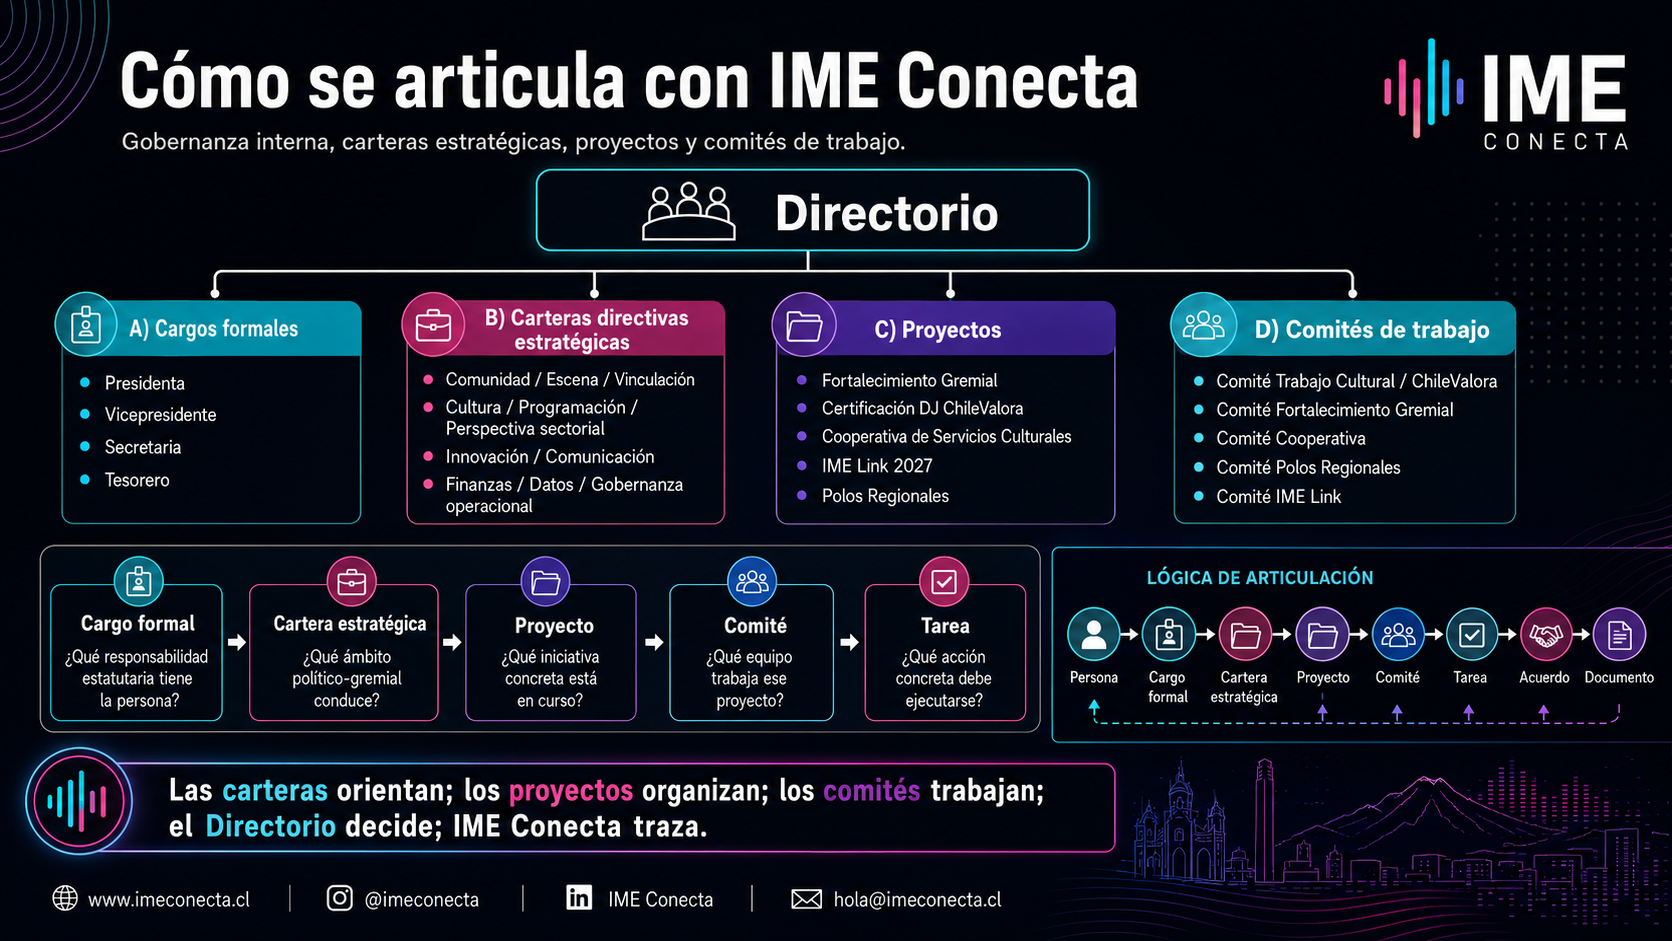 Cómo se articula con IME Conecta
Gobernanza interna, carteras estratégicas, proyectos y comités de trabajo.
IME
CONECTA
Directorio
A) Cargos formales
Presidenta
Vicepresidente
Secretaria
Tesorero
B) Carteras directivas
estratégicas
Comunidad / Escena / Vinculación
Cultura / Programación /
Perspectiva sectorial
Innovación / Comunicación
Finanzas / Datos / Gobernanza
operacional
C) Proyectos
Fortalecimiento Gremial
Certificación DJ ChileValora
Cooperativa de Servicios Culturales
IME Link 2027
Polos Regionales
D) Comités de trabajo
Comité Trabajo Cultural / ChileValora
Comité Fortalecimiento Gremial
Comité Cooperativa
Comité Polos Regionales
Comité IME Link
Cargo formal
¿Qué responsabilidad
estatutaria tiene
la persona?
Cartera estratégica
¿Qué ámbito
político-gremial
conduce?
Proyecto
¿Qué iniciativa
concreta está
en curso?
Comité
¿Qué equipo
trabaja ese
proyecto?
Tarea
¿Qué acción
concreta debe
ejecutarse?
LÓGICA DE ARTICULACIÓN
Persona
Cargo
formal
Cartera
estratégica
Proyecto
Comité
Tarea
Acuerdo
Documento
Las carteras orientan; los proyectos organizan; los comités trabajan;
el Directorio decide; IME Conecta traza.
www.imeconecta.cl
@imeconecta
IME Conecta
hola@imeconecta.cl